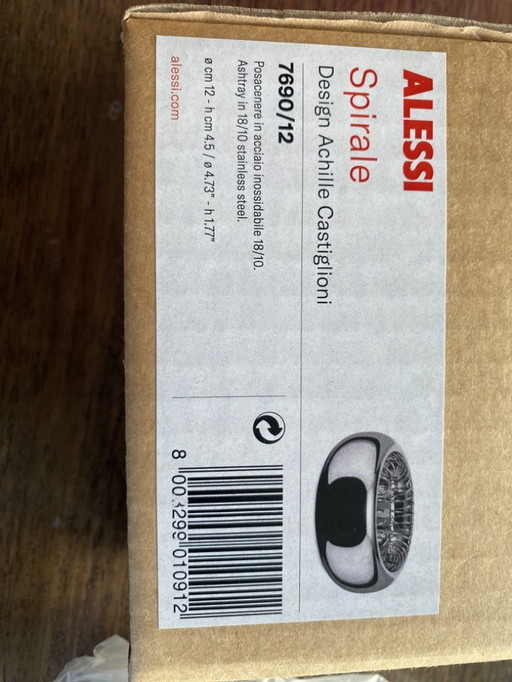 ALESSI
Spirale
Design Achille Castiglioni
7690/12
Posacenere in acciaio inossidabile 18/10.
Ashtray in 18/10 stainless steel.
ø cm 12 - h cm 4.5 / ø 4.73" - h 1.77"
alessi.com
8 003299 010912